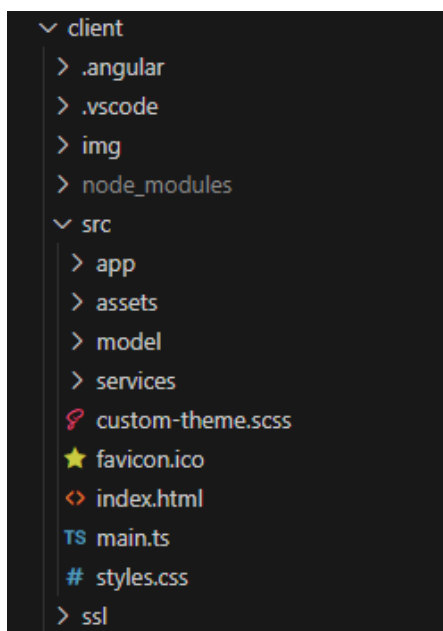 client
.angular
.vscode
img
node_modules
src
app
assets
model
services
custom-theme.scss
favicon.ico
<> index.html
TS main.ts
# styles.css
ssl